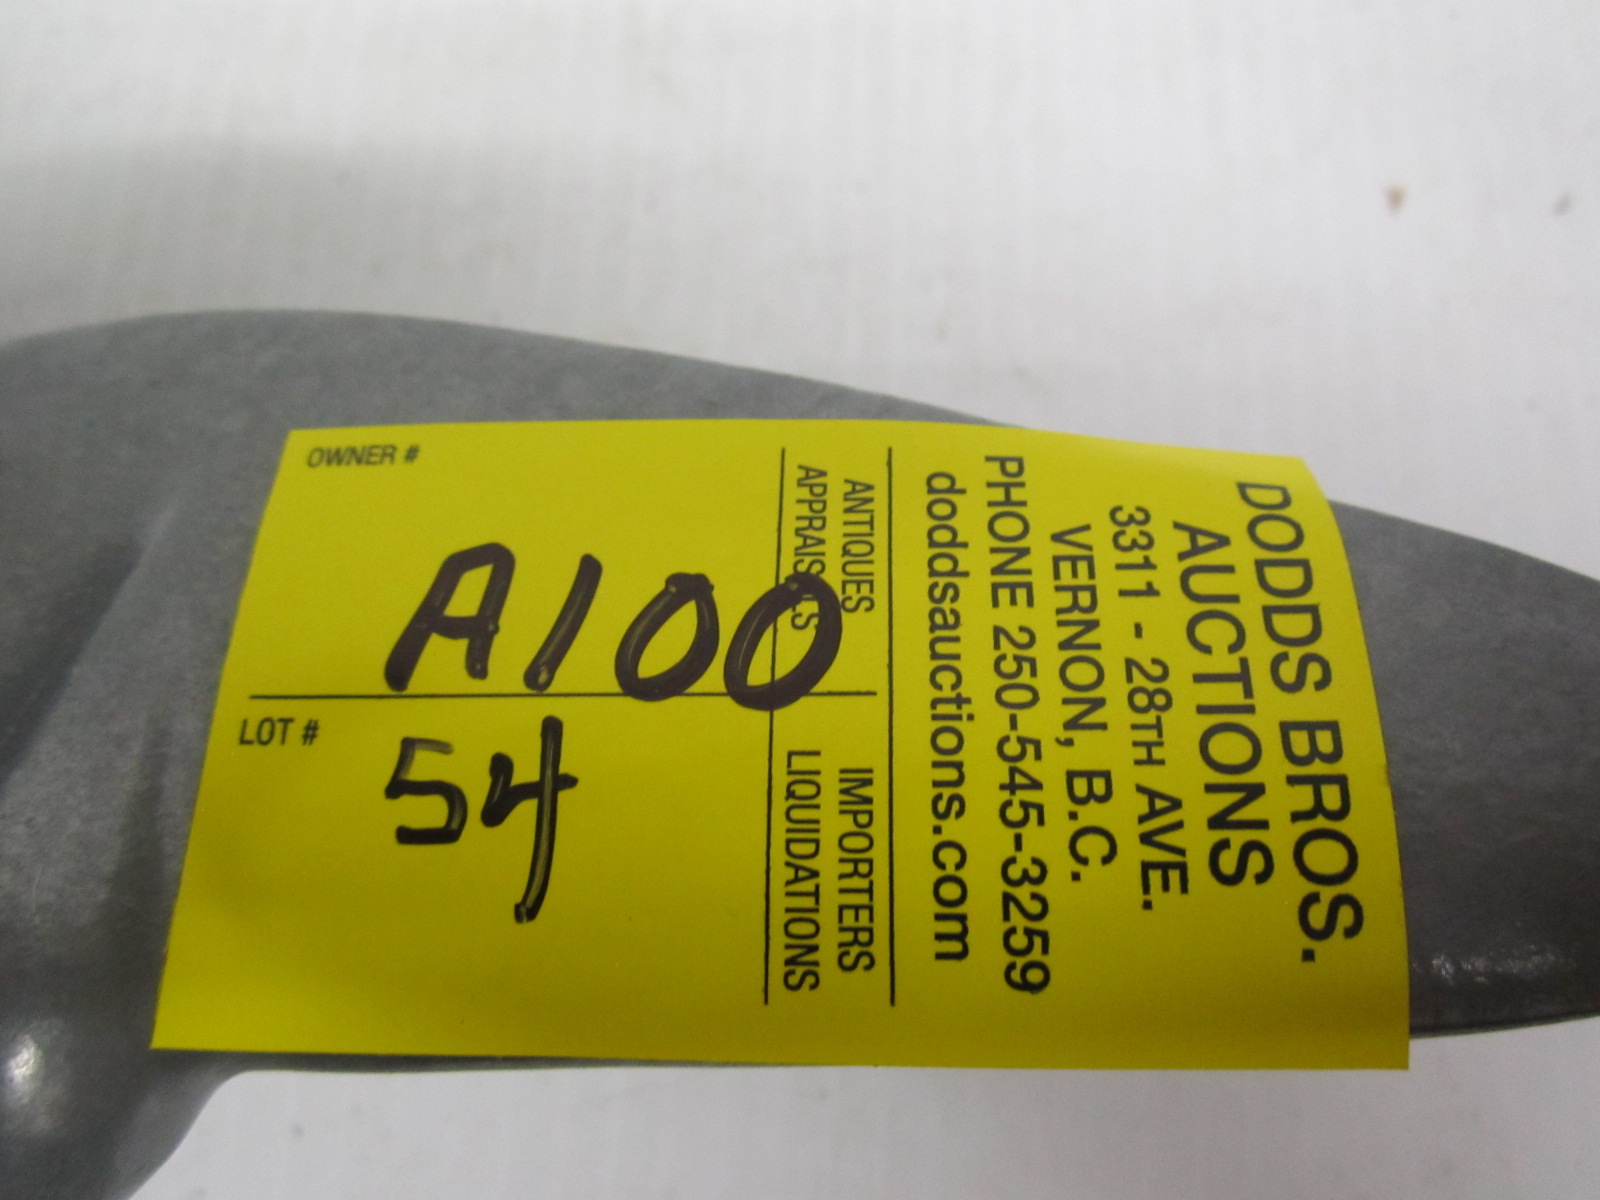 DODDS BROS.
AUCTIONS
3311 - 28TH AVE.
VERNON, B.C.
PHONE 250-545-3259
doddsauctions.com
ANTIQUES IMPORTERS
APPRAISALS LIQUIDATIONS
OWNER #
A100
LOT #
54